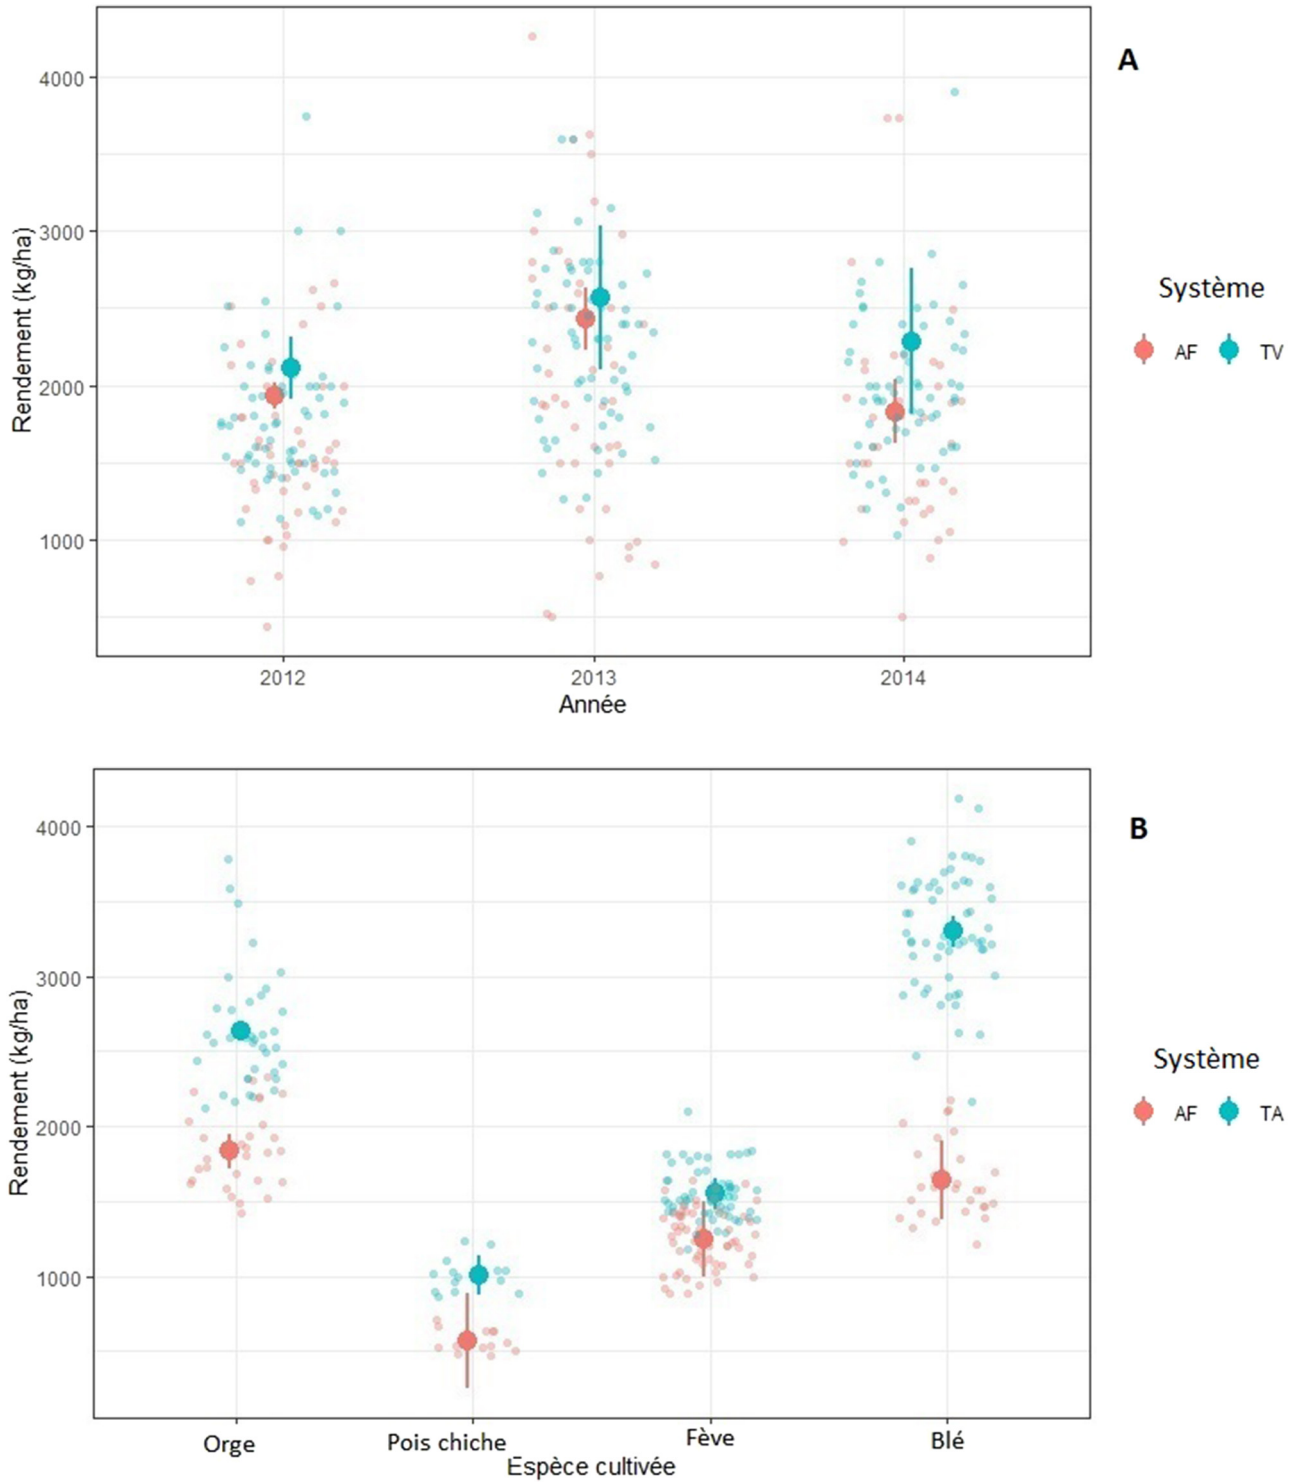 A
4000
3000
2000
1000
Rendement (kg/ha)
2012 2013 2014
Année
Système
AF TV
B
4000
3000
2000
1000
Rendement (kg/ha)
Orge Pois chiche Fève Blé
Espèce cultivée
Système
AF TA